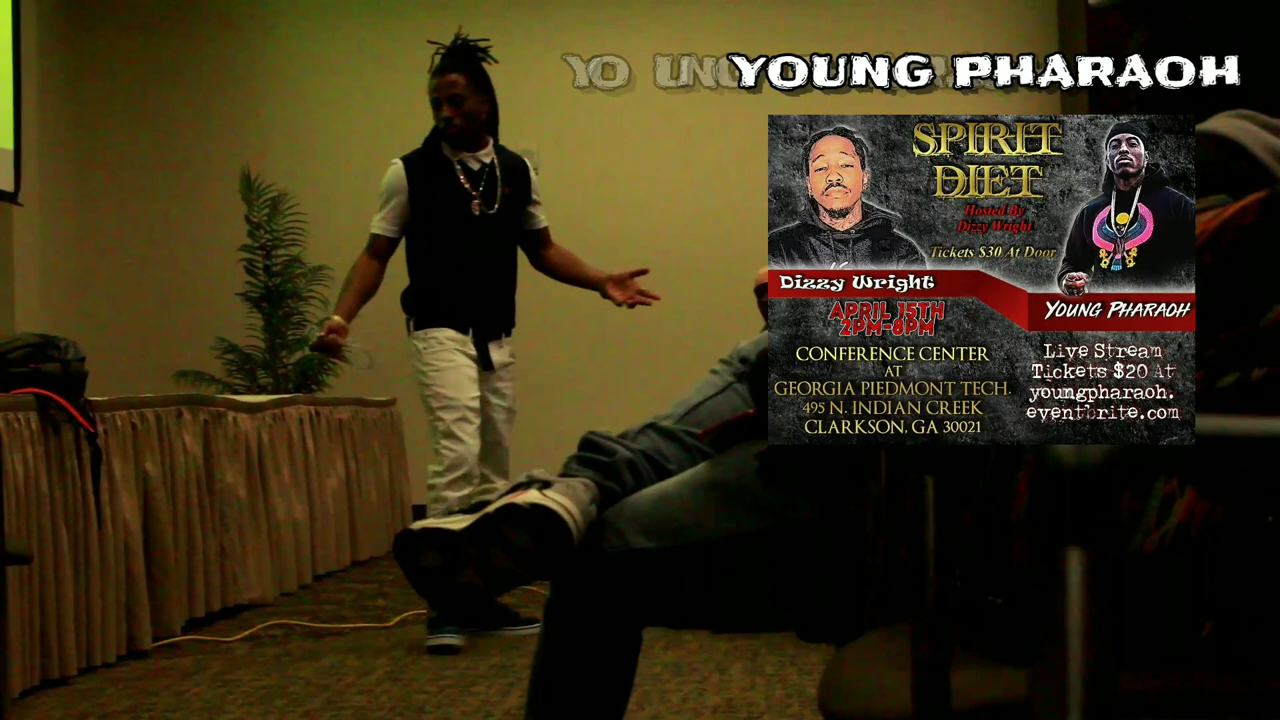 YO UNG YOUNG PHARAOH
SPIRIT
DIET
Hosted By
Dizzy Wright
Tickets $30 At Door
Dizzy Wright
YOUNG PHARAOH
APRIL 15TH
2PM-8PM
CONFERENCE CENTER
AT
GEORGIA PIEDMONT TECH.
495 N. INDIAN CREEK
CLARKSON, GA 30021
Live Stream
Tickets $20 At
youngpharaoh.
eventbrite.com